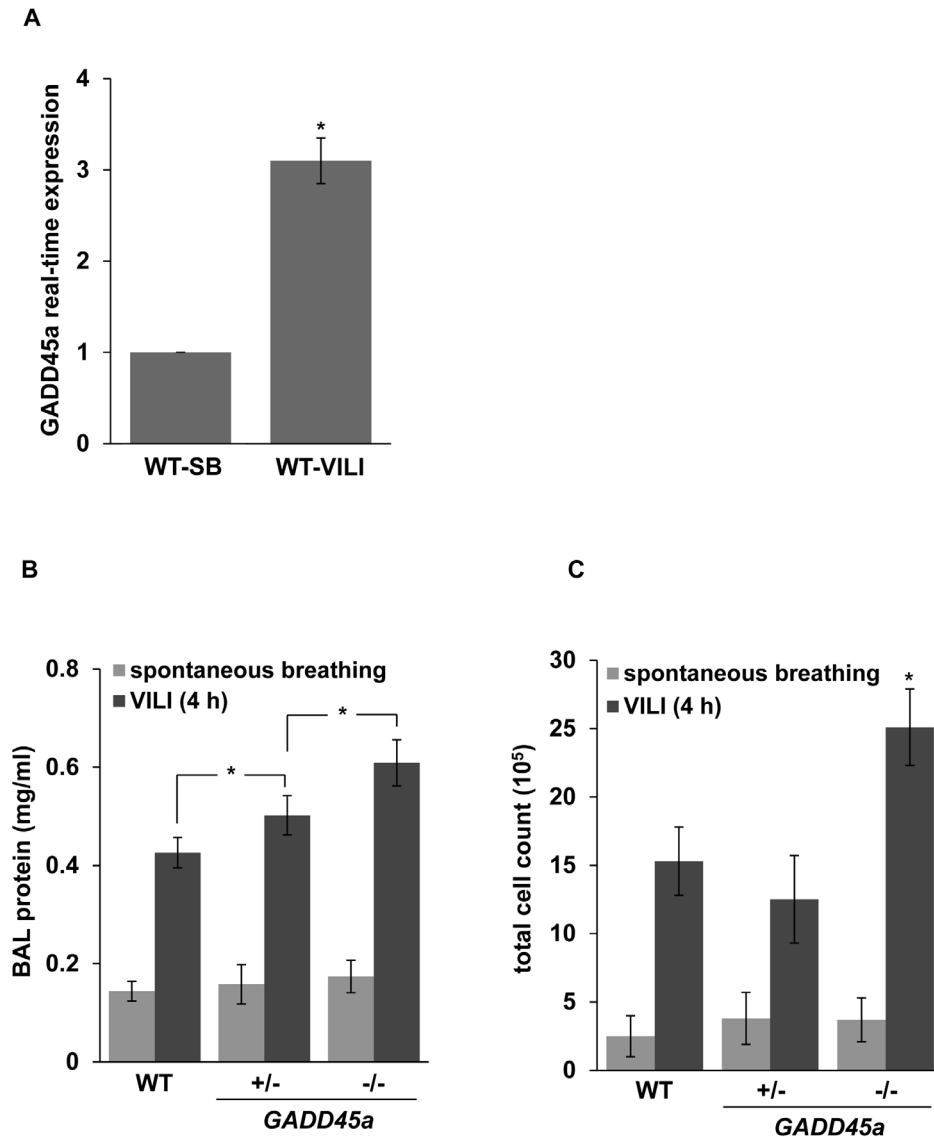 A
GADD45a real-time expression
4
3
2
1
0
*
WT-SB WT-VILI
B
BAL protein (mg/ml)
spontaneous breathing
VILI (4 h)
0.8
0.6
0.4
0.2
0
*
*
WT +/- -/-
GADD45a
C
total cell count (10⁵)
spontaneous breathing
VILI (4 h)
30
25
20
15
10
5
0
*
WT +/- -/-
GADD45a